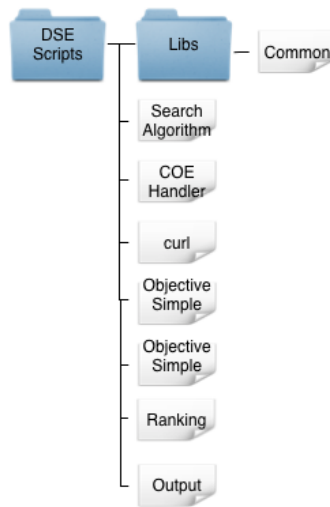 DSE
Scripts
Libs
Common
Search
Algorithm
COE
Handler
curl
Objective
Simple
Objective
Simple
Ranking
Output